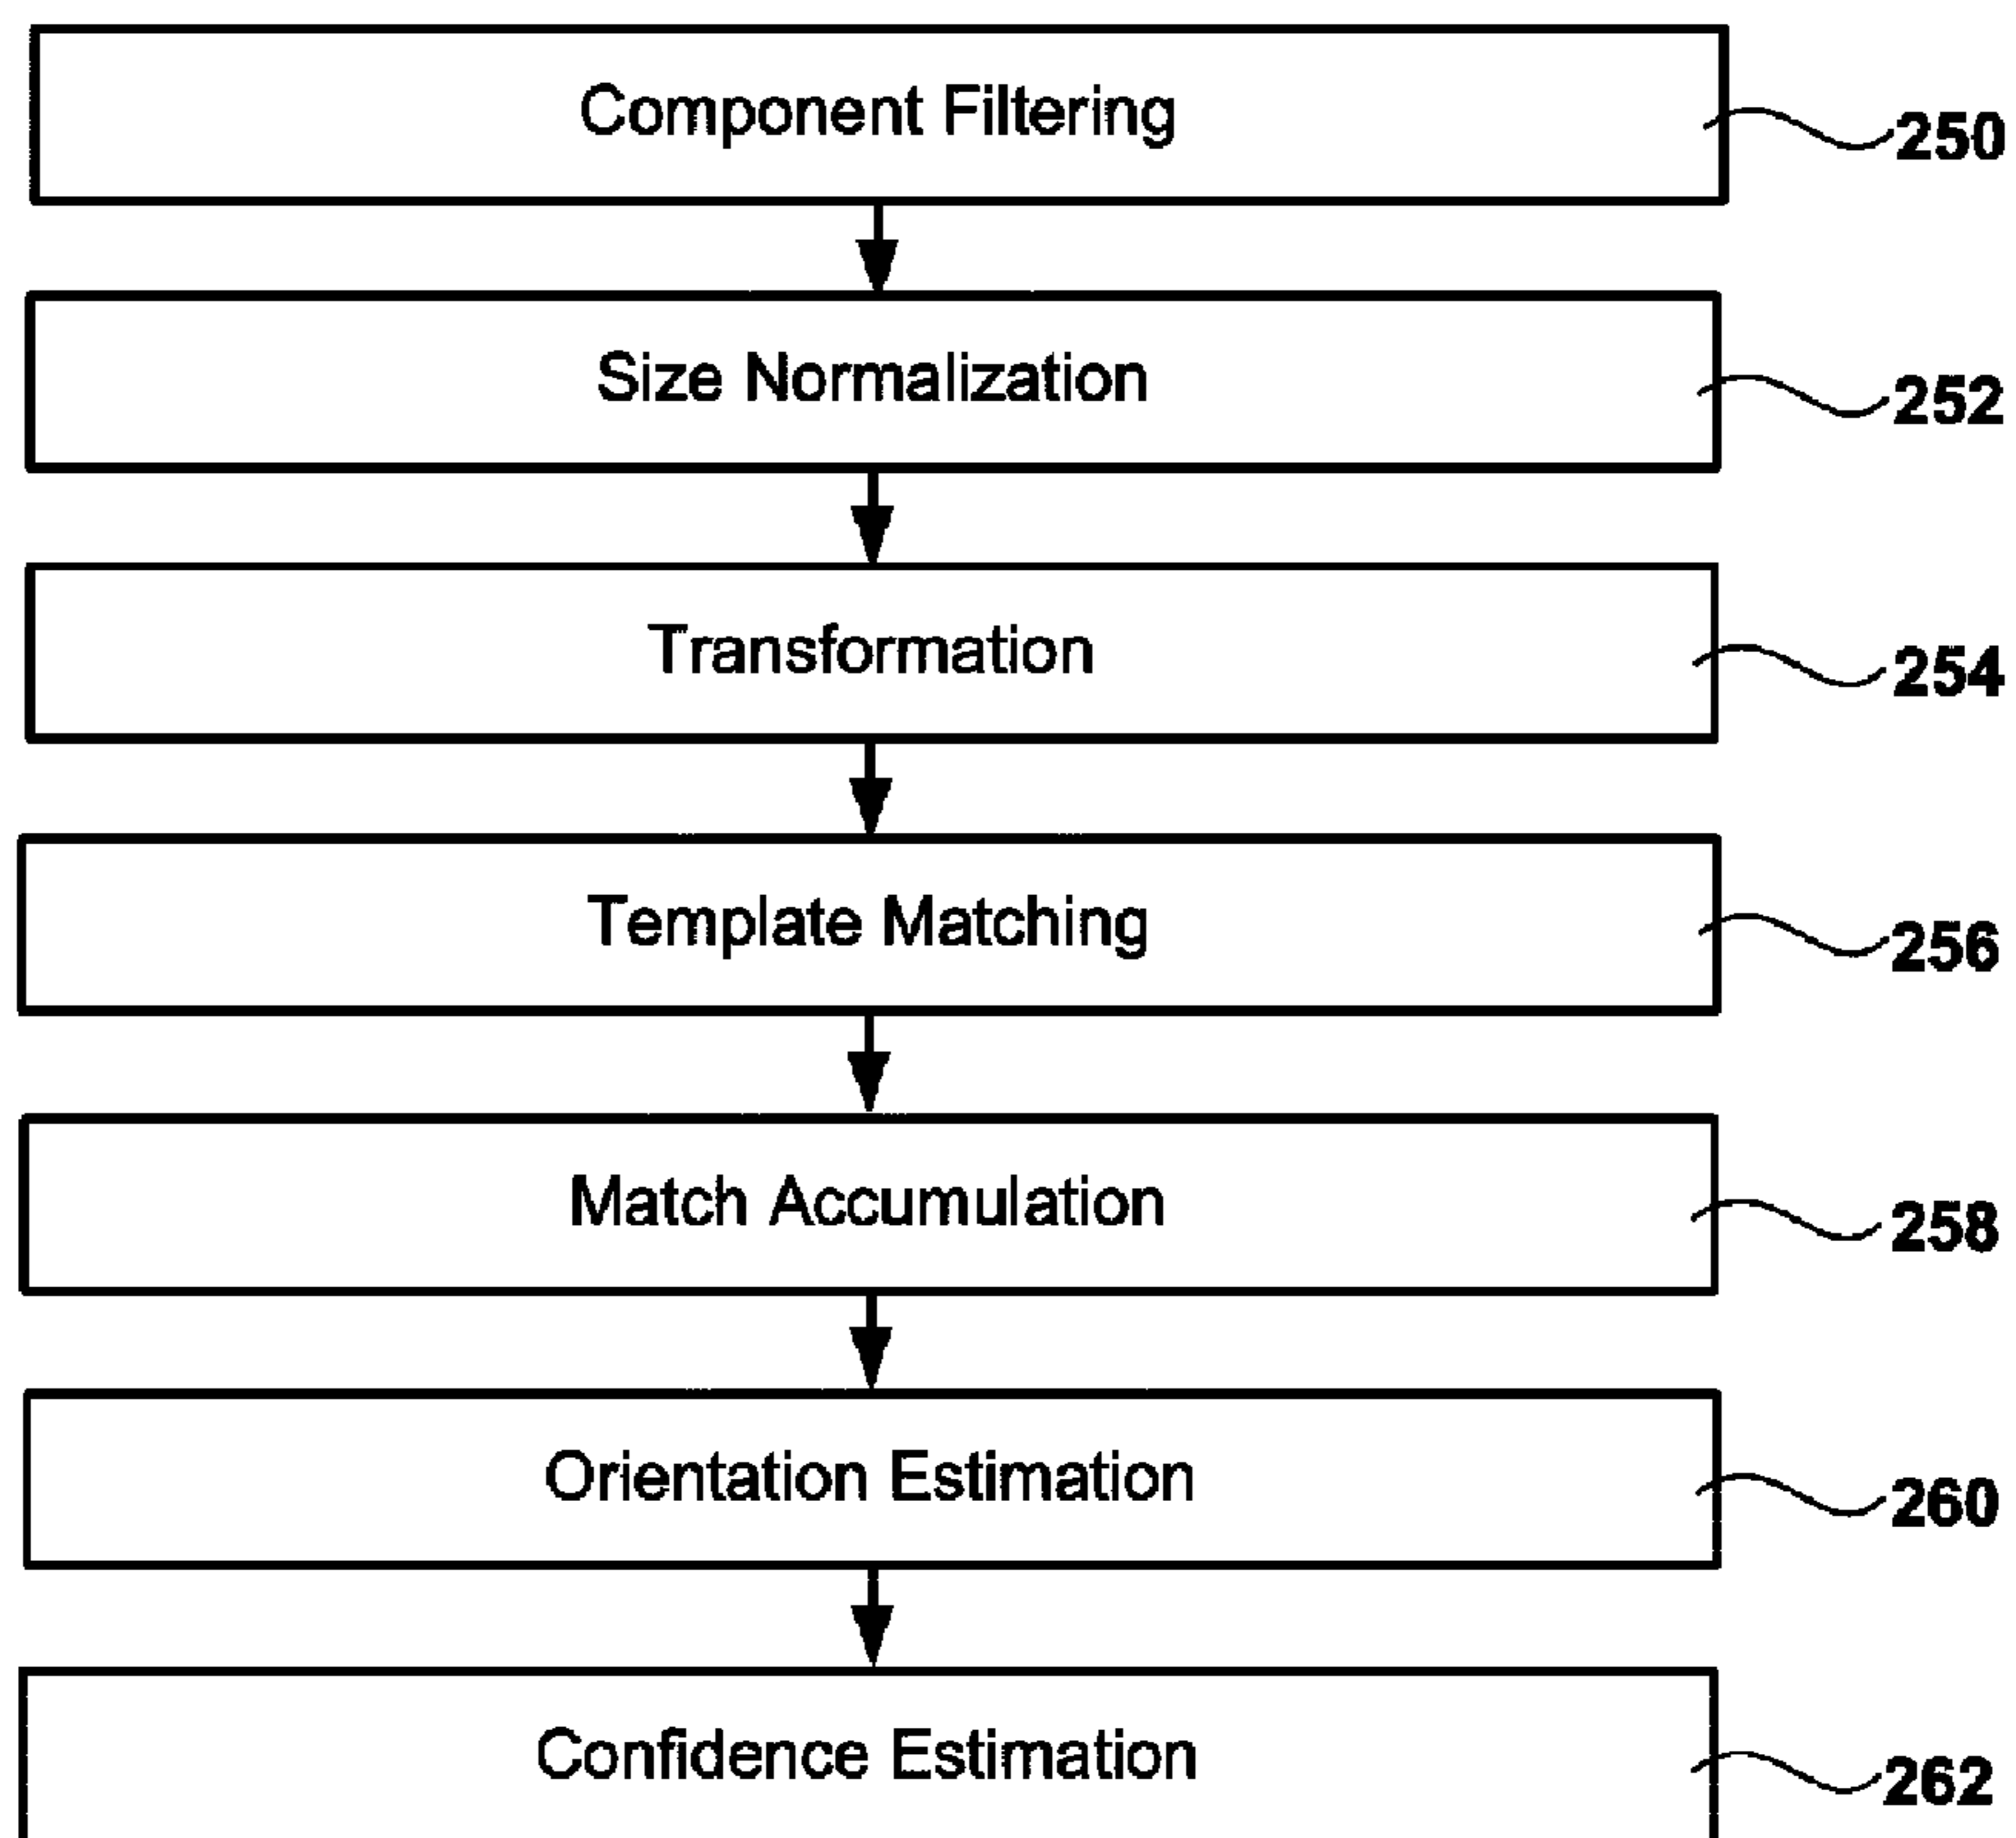 Component Filtering 250
Size Normalization 252
Transformation 254
Template Matching 256
Match Accumulation 258
Orientation Estimation 260
Confidence Estimation 262